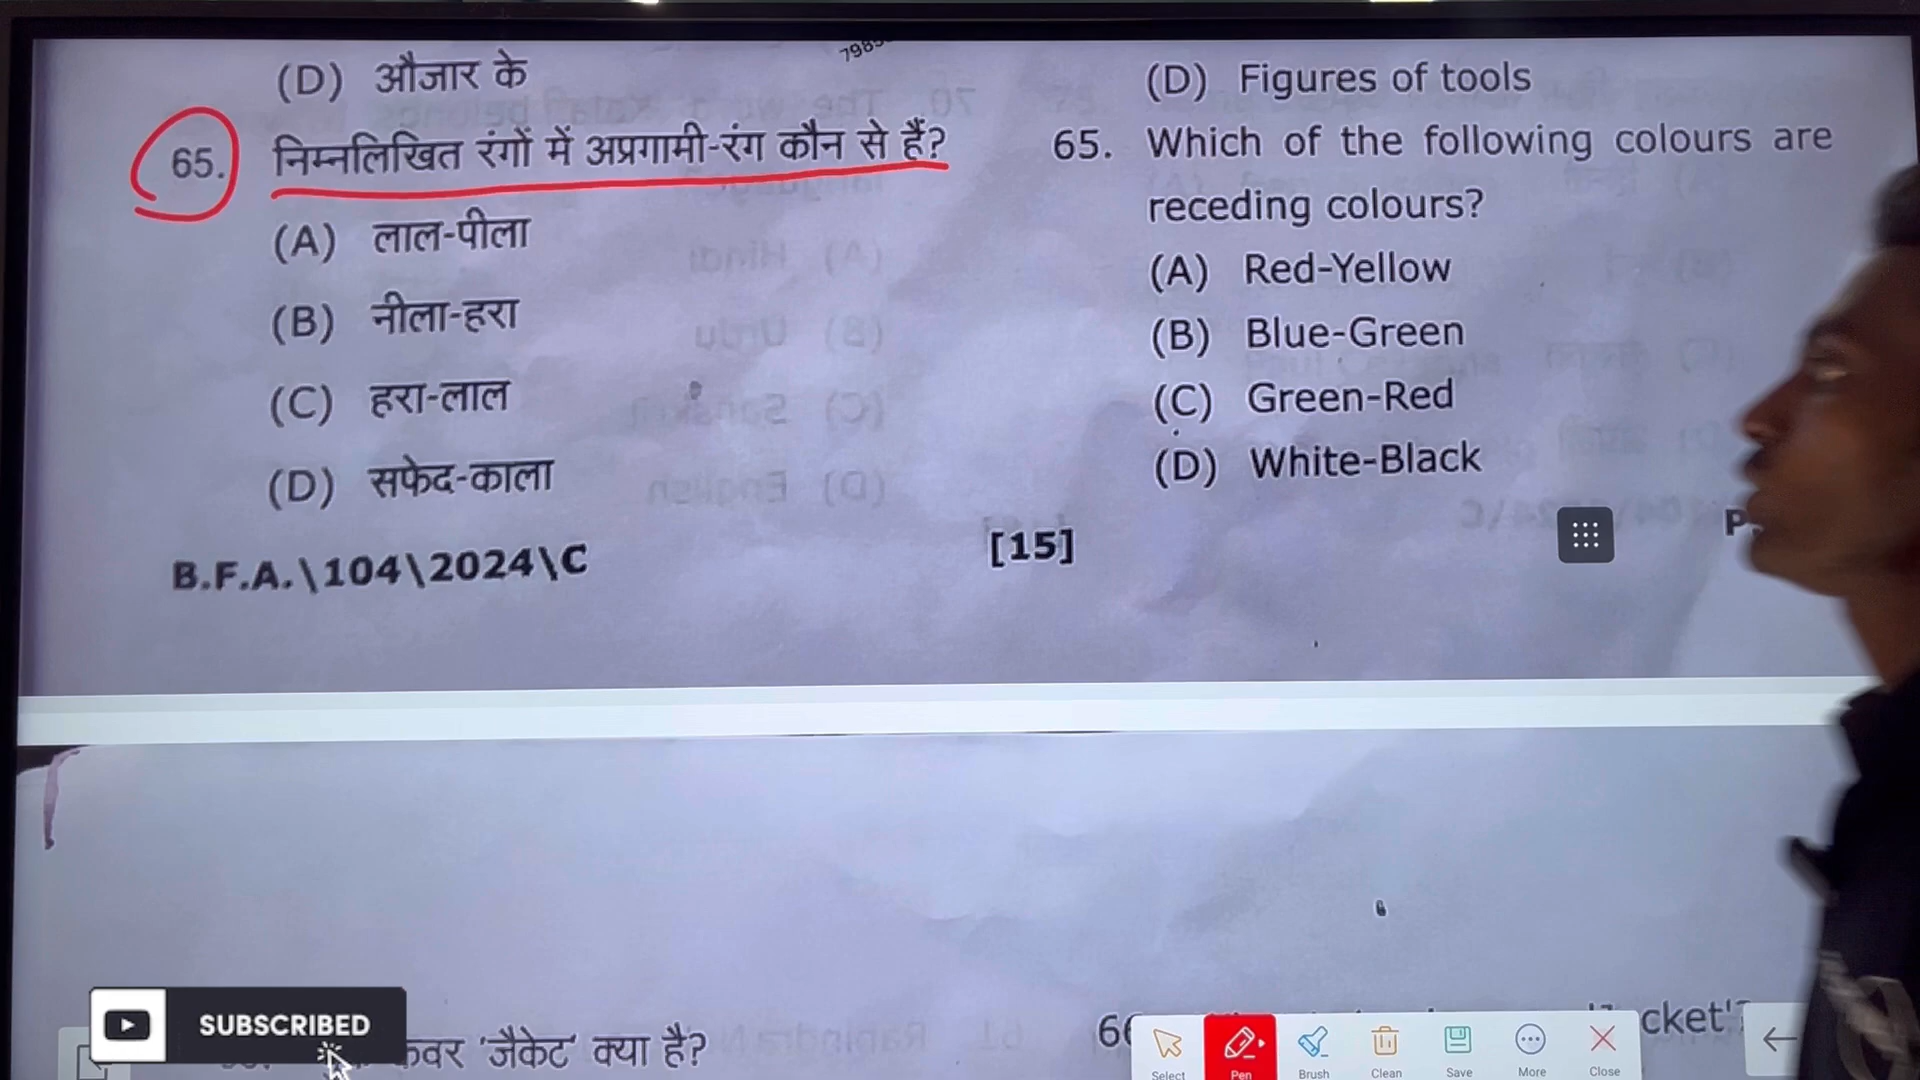 (D) औजार के
65. निम्नलिखित रंगों में अप्रगामी-रंग कौन से हैं?
(A) लाल-पीला
(B) नीला-हरा
(C) हरा-लाल
(D) सफेद-काला
B.F.A.\104\2024\C
[15]
(D) Figures of tools
65. Which of the following colours are
receding colours?
(A) Red-Yellow
(B) Blue-Green
(C) Green-Red
(D) White-Black
SUBSCRIBED
कवर 'जैकेट' क्या है?
Select Pen Brush Clean Save More Close